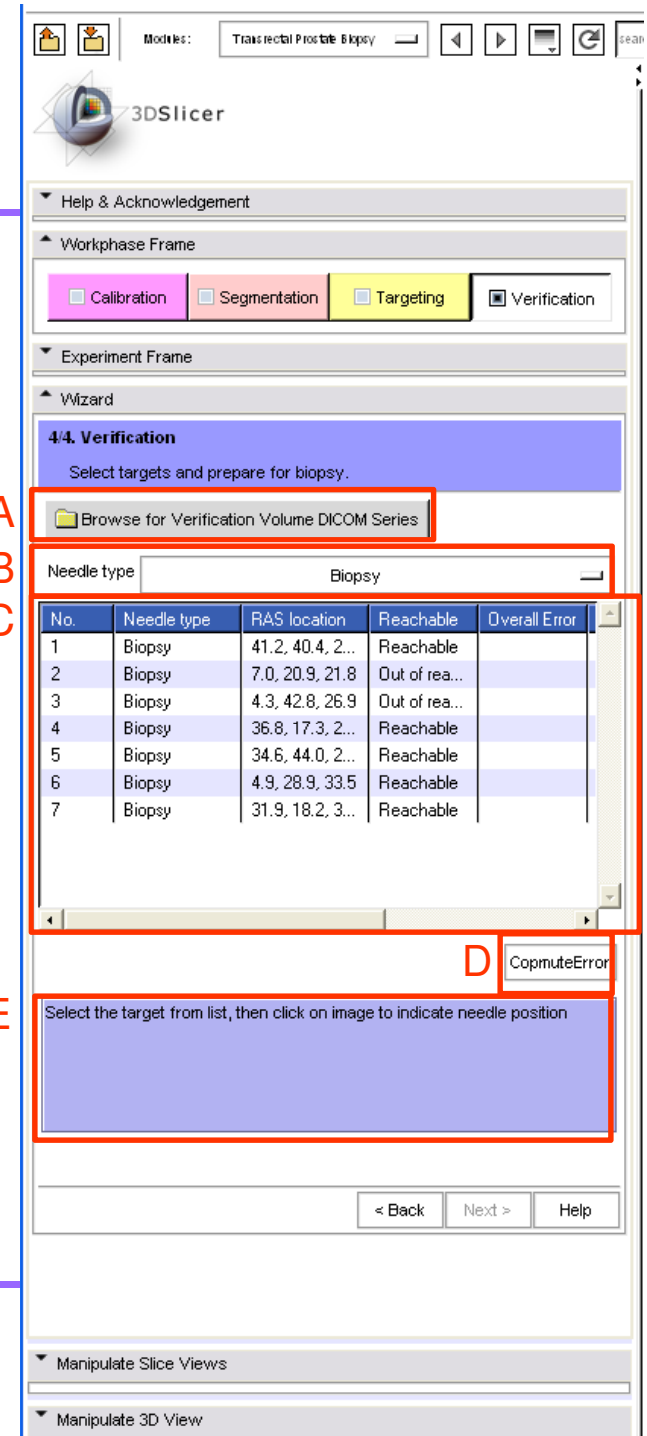 Modules: Transrectal Prostate Biopsy sear
3DSlicer
Help & Acknowledgement
Workphase Frame
Calibration Segmentation Targeting Verification
Experiment Frame
Wizard
4/4. Verification
Select targets and prepare for biopsy.
A Browse for Verification Volume DICOM Series
B Needle type Biopsy
C No. Needle type RAS location Reachable Overall Error
1 Biopsy 41.2, 40.4, 2... Reachable
2 Biopsy 7.0, 20.9, 21.8 Out of rea...
3 Biopsy 4.3, 42.8, 26.9 Out of rea...
4 Biopsy 36.8, 17.3, 2... Reachable
5 Biopsy 34.6, 44.0, 2... Reachable
6 Biopsy 4.9, 28.9, 33.5 Reachable
7 Biopsy 31.9, 18.2, 3... Reachable
D CopmuteError
E Select the target from list, then click on image to indicate needle position
< Back Next > Help
Manipulate Slice Views
Manipulate 3D View